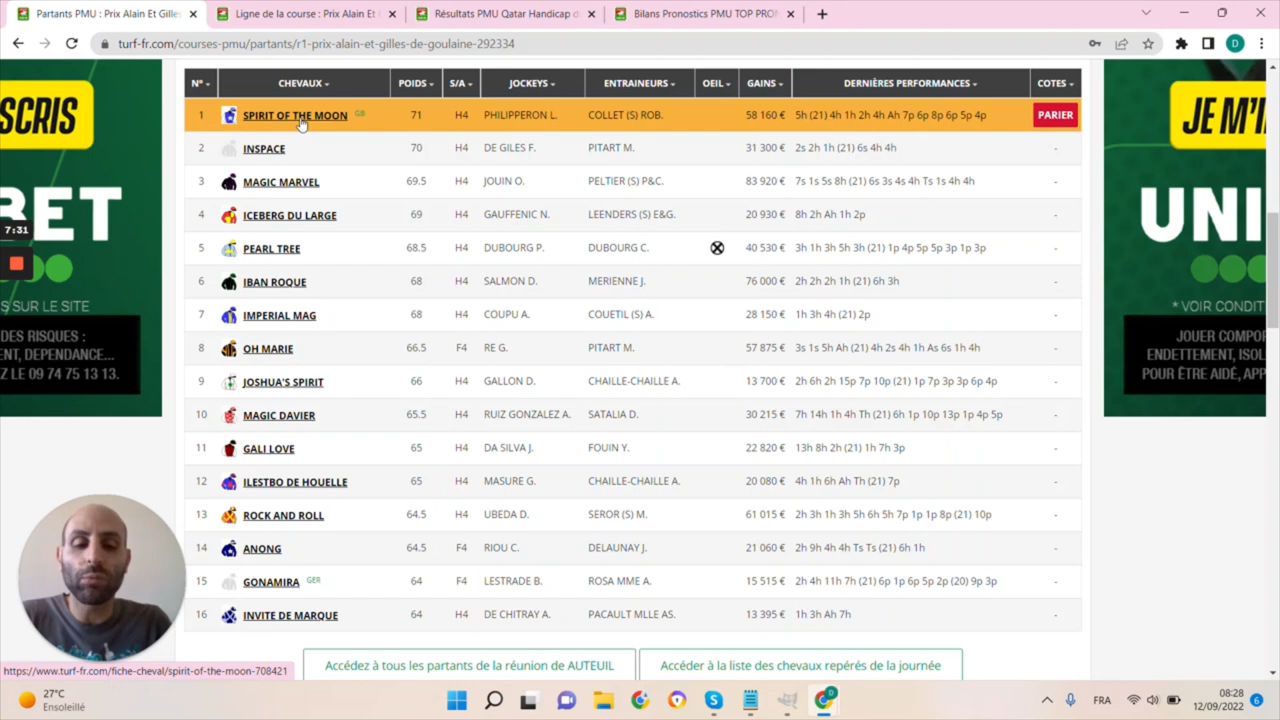 Partants PMU : Prix Alain Et Gilles
Ligne de la course : Prix Alain Et
Résultats PMU Qatar Handicap d
Bilans Pronostics PMU TOP PRO
turf-fr.com/courses-pmu/partants/r1-prix-alain-et-gilles-de-goulaine-292334
D
Nº CHEVAUX POIDS S/A JOCKEYS ENTRAINEURS OEIL GAINS DERNIÈRES PERFORMANCES COTES
1 SPIRIT OF THE MOON GB 71 H4 PHILIPPERON L. COLLET (S) ROB. 58 160 € 5h (21) 4h 1h 2h 4h Ah 7p 6p 8p 6p 5p 4p PARIER
2 INSPACE 70 H4 DE GILES F. PITART M. 31 300 € 2s 2h 1h (21) 6s 4h 4h -
3 MAGIC MARVEL 69.5 H4 JOUIN O. PELTIER (S) P&C. 83 920 € 7s 1s 5s 8h (21) 6s 3s 4s 4h Ts 1s 4h 4h -
4 ICEBERG DU LARGE 69 H4 GAUFFENIC N. LEENDERS (S) E&G. 20 930 € 8h 2h Ah 1h 2p -
5 PEARL TREE 68.5 H4 DUBOURG P. DUBOURG C. 40 530 € 3h 1h 3h 5h 3h (21) 1p 4p 5p 5p 3p 1p 3p -
6 IBAN ROQUE 68 H4 SALMON D. MERIENNE J. 76 000 € 2h 2h 2h 1h (21) 6h 3h -
7 IMPERIAL MAG 68 H4 COUPU A. COUETIL (S) A. 28 150 € 1h 3h 4h (21) 2p -
8 OH MARIE 66.5 F4 RE G. PITART M. 57 875 € 3s 1s 5h Ah (21) 4h 2s 4h 1h As 6s 1h 4h -
9 JOSHUA'S SPIRIT 66 H4 GALLON D. CHAILLE-CHAILLE A. 13 700 € 2h 6h 2h 15p 7p 10p (21) 1p 7p 3p 3p 6p 4p -
10 MAGIC DAVIER 65.5 H4 RUIZ GONZALEZ A. SATALIA D. 30 215 € 7h 14h 1h 4h Th (21) 6h 1p 10p 13p 1p 4p 5p -
11 GALI LOVE 65 H4 DA SILVA J. FOUIN Y. 22 820 € 13h 8h 2h (21) 1h 7h 3p -
12 ILESTBO DE HOUELLE 65 H4 MASURE G. CHAILLE-CHAILLE A. 20 080 € 4h 1h 6h Ah Th (21) 7p -
13 ROCK AND ROLL 64.5 H4 UBEDA D. SEROR (S) M. 61 015 € 2h 3h 1h 3h 5h 6h 5h 7p 1p 1p 8p (21) 10p -
14 ANONG 64.5 F4 RIOU C. DELAUNAY J. 21 060 € 2h 9h 4h 4h Ts Ts (21) 6h 1h -
15 GONAMIRA GER 64 F4 LESTRADE B. ROSA MME A. 15 515 € 2h 4h 11h 7h (21) 6p 1p 6p 5p 2p (20) 9p 3p -
16 INVITE DE MARQUE 64 H4 DE CHITRAY A. PACAULT MLLE AS. 13 395 € 1h 3h Ah 7h -
Accédez à tous les partants de la réunion de AUTEUIL
Accéder à la liste des chevaux repérés de la journée
SCRIS
BET
7:31
S SUR LE SITE
DES RISQUES :
ENT, DEPENDANCE...
Z LE 09 74 75 13 13.
JE M'I
UNI
* VOIR CONDIT
JOUER COMPOR
ENDETTEMENT, ISOL
POUR ÊTRE AIDÉ, APP
https://www.turf-fr.com/fiche-cheval/spirit-of-the-moon-708421
27°C
Ensoleillé
D
FRA
08:28
12/09/2022
6